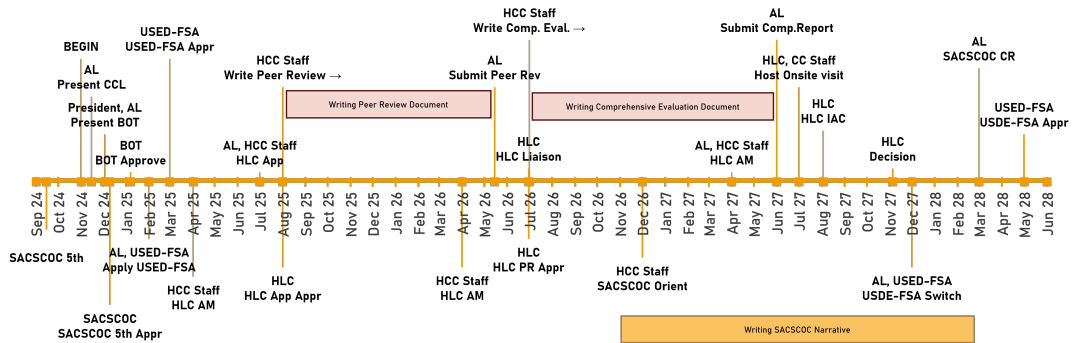 BEGIN
AL
Present CCL
President, AL
Present BOT
BOT
BOT Approve
USED-FSA
USED-FSA Appr
AL, HCC Staff
HLC App
HCC Staff
Write Peer Review →
Writing Peer Review Document
AL
Submit Peer Rev
HCC Staff
Write Comp. Eval. →
HLC
HLC Liaison
Writing Comprehensive Evaluation Document
AL, HCC Staff
HLC AM
AL
Submit Comp.Report
HLC, CC Staff
Host Onsite visit
HLC
HLC IAC
HLC
Decision
AL
SACSCOC CR
USED-FSA
USDE-FSA Appr
Sep 24
Oct 24
Nov 24
Dec 24
Jan 25
Feb 25
Mar 25
Apr 25
May 25
Jun 25
Jul 25
Aug 25
Sep 25
Oct 25
Nov 25
Dec 25
Jan 26
Feb 26
Mar 26
Apr 26
May 26
Jun 26
Jul 26
Aug 26
Sep 26
Oct 26
Nov 26
Dec 26
Jan 27
Feb 27
Mar 27
Apr 27
May 27
Jun 27
Jul 27
Aug 27
Sep 27
Oct 27
Nov 27
Dec 27
Jan 28
Feb 28
Mar 28
Apr 28
May 28
Jun 28
SACSCOC 5th
SACSCOC
SACSCOC 5th Appr
AL, USED-FSA
Apply USED-FSA
HCC Staff
HLC AM
HLC
HLC App Appr
HCC Staff
HLC AM
HLC
HLC PR Appr
HCC Staff
SACSCOC Orient
AL, USED-FSA
USDE-FSA Switch
Writing SACSCOC Narrative